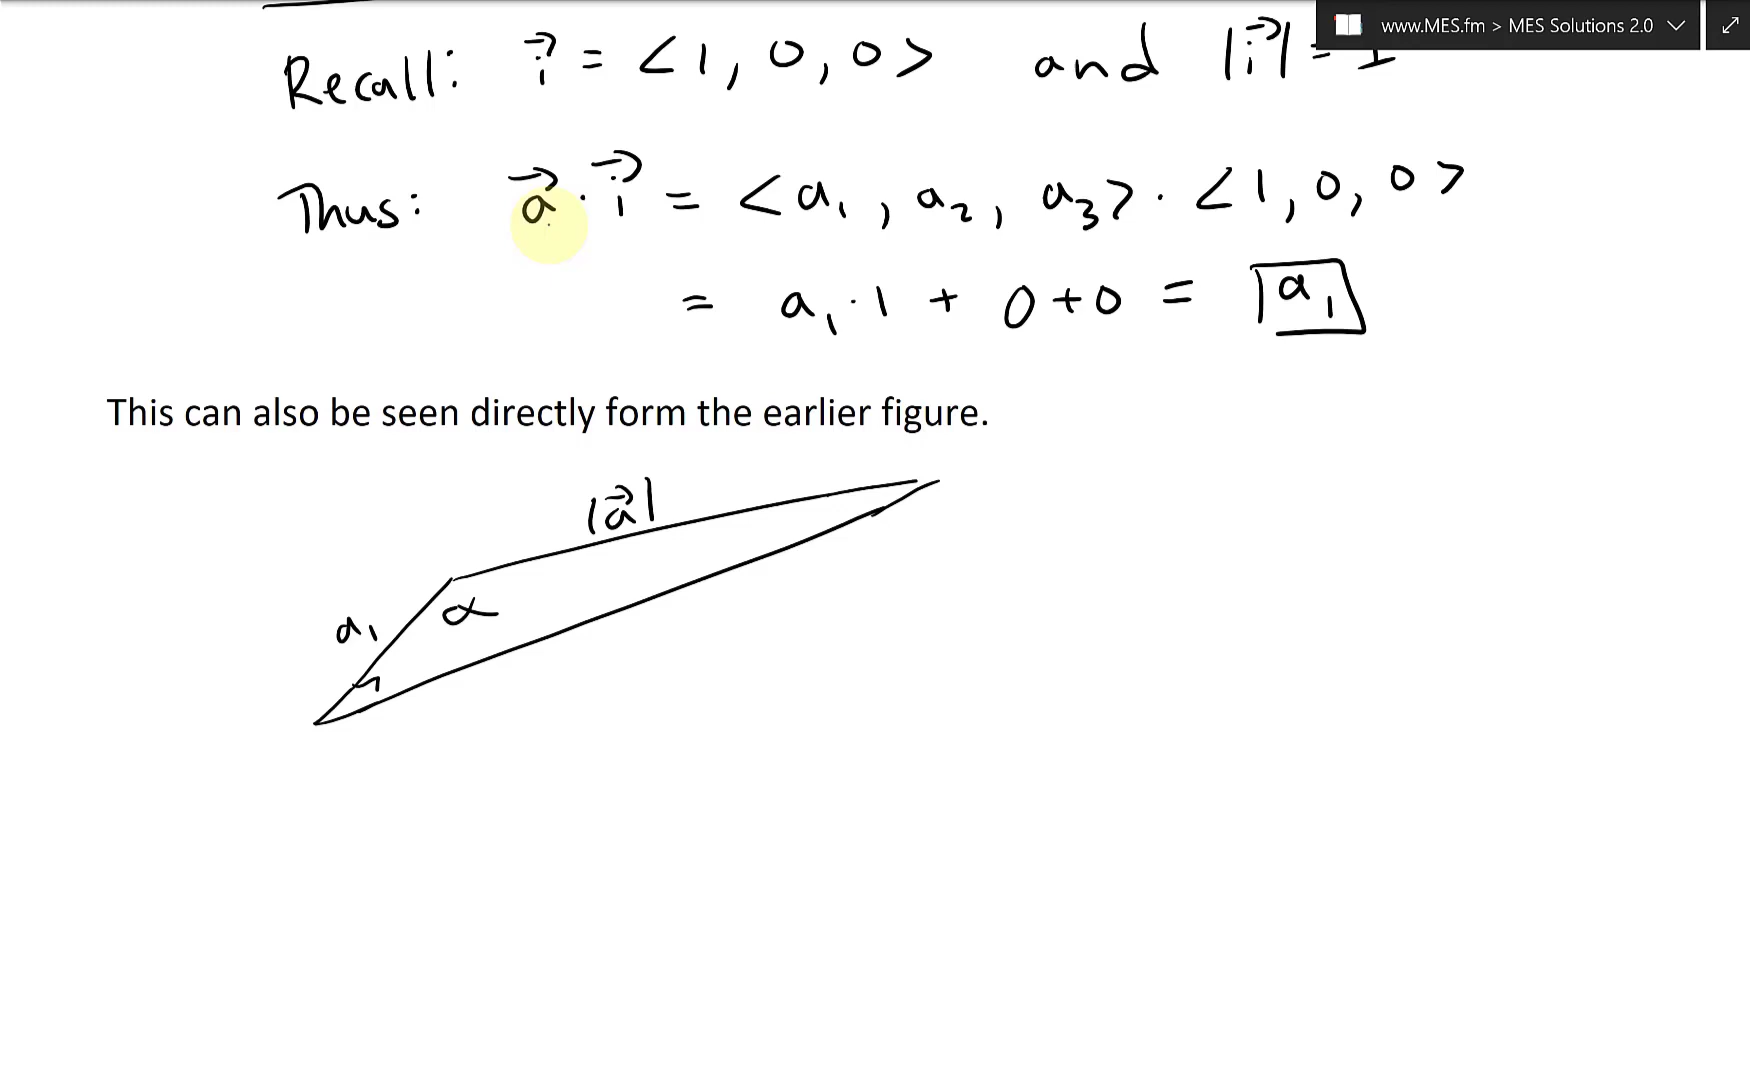 www.MES.fm > MES Solutions 2.0
Recall: i⃗ = <1, 0, 0> and |i⃗| = 1
Thus: a⃗ · i⃗ = <a₁, a₂, a₃> · <1, 0, 0>
= a₁ · 1 + 0 + 0 = a₁
This can also be seen directly form the earlier figure.
|a⃗|
α
a₁